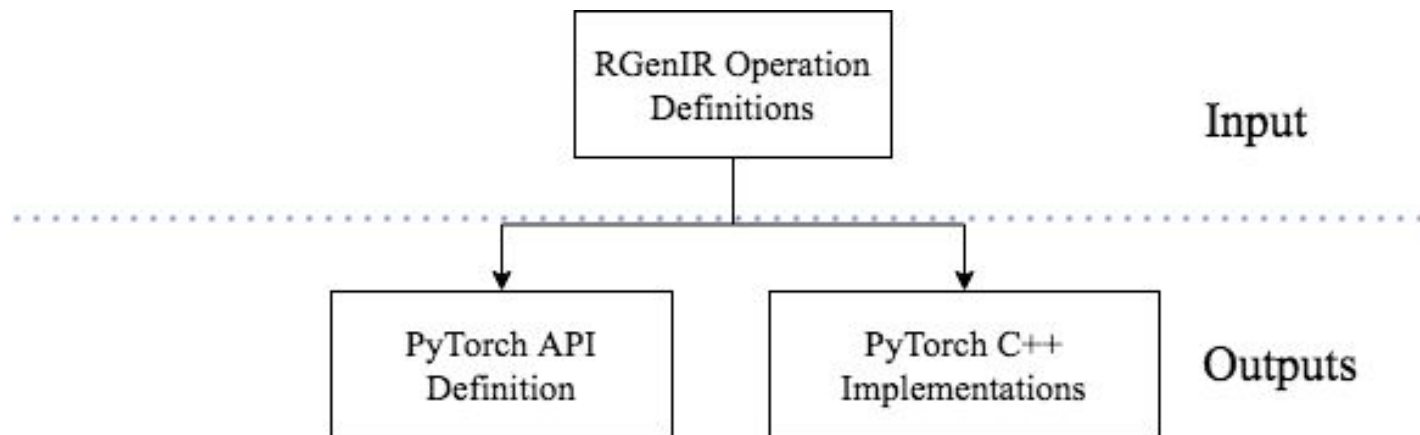 RGenIR Operation
Definitions
Input
PyTorch API
Definition
PyTorch C++
Implementations
Outputs